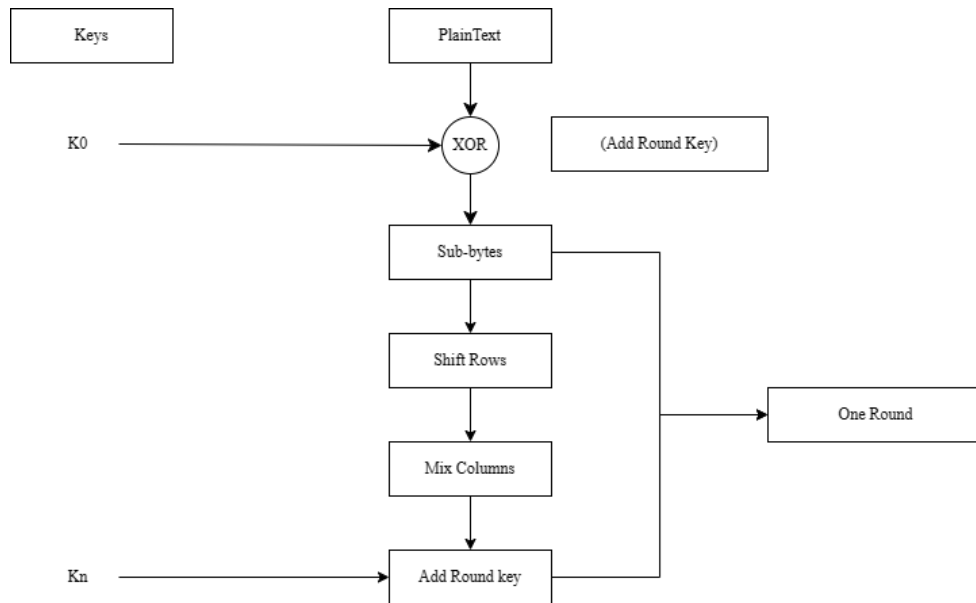 Keys
PlainText
K0
XOR
(Add Round Key)
Sub-bytes
Shift Rows
One Round
Mix Columns
Kn
Add Round key